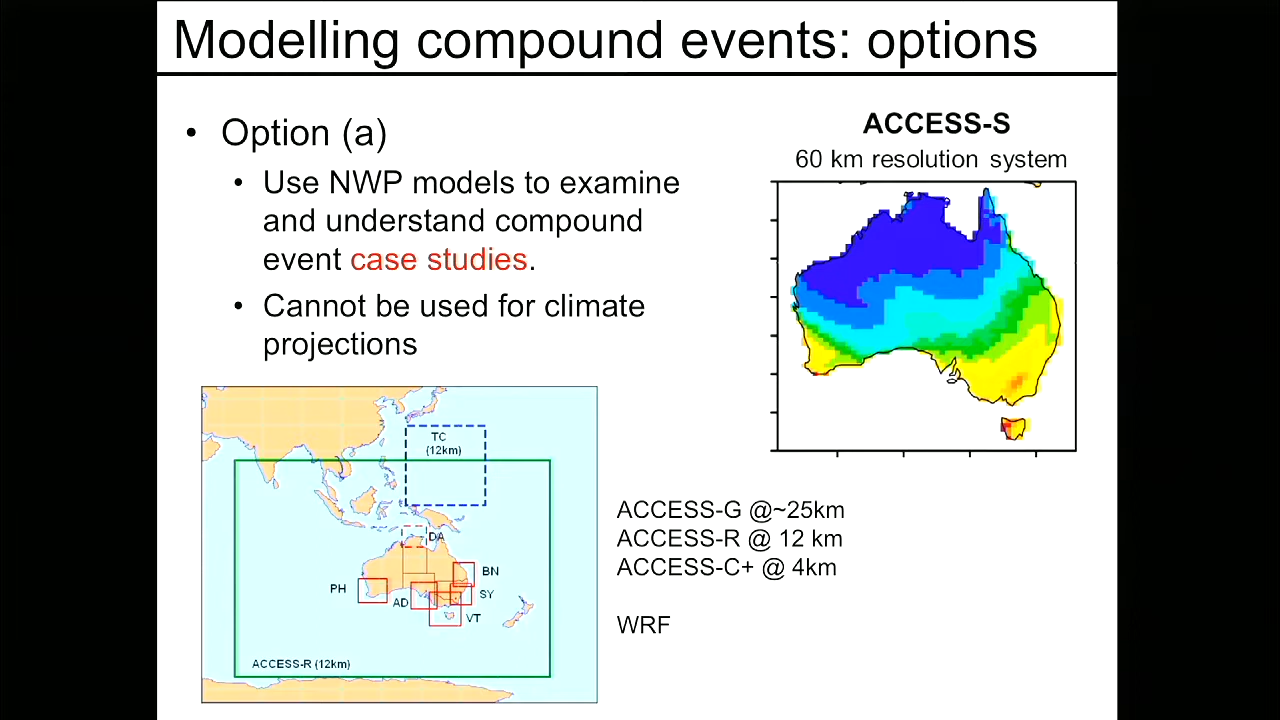 Modelling compound events: options
• Option (a)
• Use NWP models to examine
and understand compound
event case studies.
• Cannot be used for climate
projections
ACCESS-S
60 km resolution system
TC
(12km)
DA
BN
PH
AD
SY
VT
ACCESS-R (12km)
ACCESS-G @~25km
ACCESS-R @ 12 km
ACCESS-C+ @ 4km
WRF